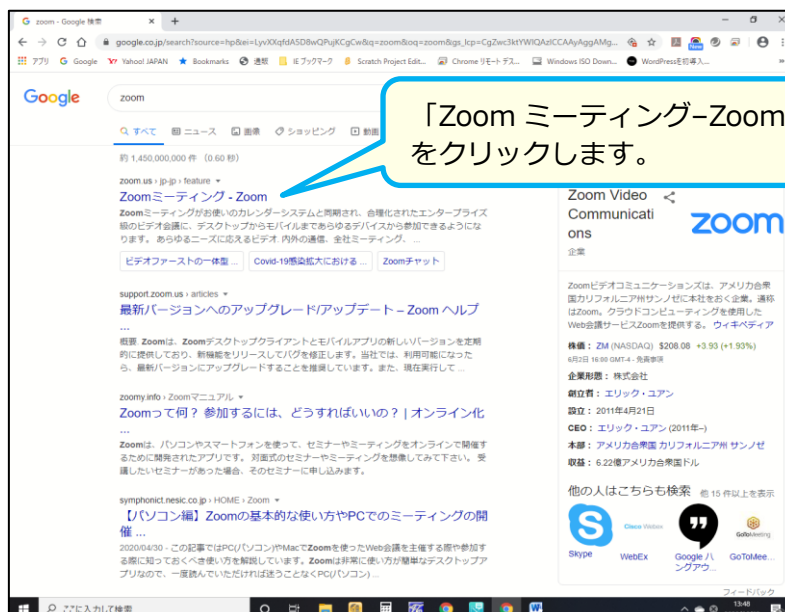 zoom - Google 検索
google.co.jp/search?source=hp&ei=LyvXXqfdA5D8wQPujKCgCw&q=zoom&oq=zoom&gs_lcp=CgZwc3ktYWIQAzICCAAyAggAMg...
アプリ Google Yahoo! JAPAN Bookmarks 通観 IEブックマーク Scratch Project Edit... Chrome リモートデス... Windows ISO Down... WordPressを初導入...
Google
zoom
「Zoom ミーティング–Zoom
をクリックします。
すべて ニュース 画像 ショッピング 動画
約 1,450,000,000 件 （0.60 秒）
zoom.us › jp-jp › feature
Zoomミーティング - Zoom
Zoomミーティングがお使いのカレンダーシステムと同期され、合理化されたエンタープライズ
級のビデオ会議に、デスクトップからモバイルまであらゆるデバイスから参加できるようにな
ります。 あらゆるニーズに応えるビデオ. 内外の通信、全社ミーティング、 ...
ビデオファーストの一体型 ... Covid-19感染拡大における ... Zoomチャット
support.zoom.us › articles
最新バージョンへのアップグレード/アップデート – Zoom ヘルプ
...
概要. Zoomは、Zoomデスクトップクライアントとモバイルアプリの新しいバージョンを定期
的に提供しており、新機能をリリースしてバグを修正します。当社では、利用可能になった
ら、最新バージョンにアップグレードすることを推奨しています。また、現在実行して ...
zoomy.info › Zoomマニュアル
Zoomって何？ 参加するには、どうすればいいの？ | オンライン化
...
Zoomは、パソコンやスマートフォンを使って、セミナーやミーティングをオンラインで開催す
るために開発されたアプリです。 対面式のセミナーやミーティングを想像してみて下さい。 受
講したいセミナーがあった場合、そのセミナーに申し込みます。
symphonict.nesic.co.jp › HOME › Zoom
【パソコン編】Zoomの基本的な使い方やPCでのミーティングの開
催 ...
2020/04/30 - この記事ではPC(パソコン)やMacでZoomを使ったWeb会議を主催する際や参加す
る際に知っておくべき使い方を解説しています。Zoomは非常に使い方が簡単なデスクトップア
プリなので、一度読んでいただければ迷うことなくPC(パソコン) ...
Zoom Video
Communicati
ons
企業
zoom
Zoomビデオコミュニケーションズは、アメリカ合衆
国カリフォルニア州サンノゼに本社をおく企業。通称
はZoom。クラウドコンピューティングを使用した
Web会議サービスZoomを提供する。 ウィキペディア
株価： ZM (NASDAQ) $208.08 +3.93 (+1.93%)
6月2日 16:00 GMT-4 - 免責事項
企業形態： 株式会社
創立者： エリック・ユアン
設立： 2011年4月21日
CEO： エリック・ユアン (2011年–)
本部： アメリカ合衆国 カリフォルニア州 サンノゼ
収益： 6.22億アメリカ合衆国ドル
他の人はこちらも検索 他 15 件以上を表示
Cisco Webex
GoToMeeting
Skype WebEx Google ハ
ングアウ... GoToMee...
フィードバック
ここに入力して検索
13:48